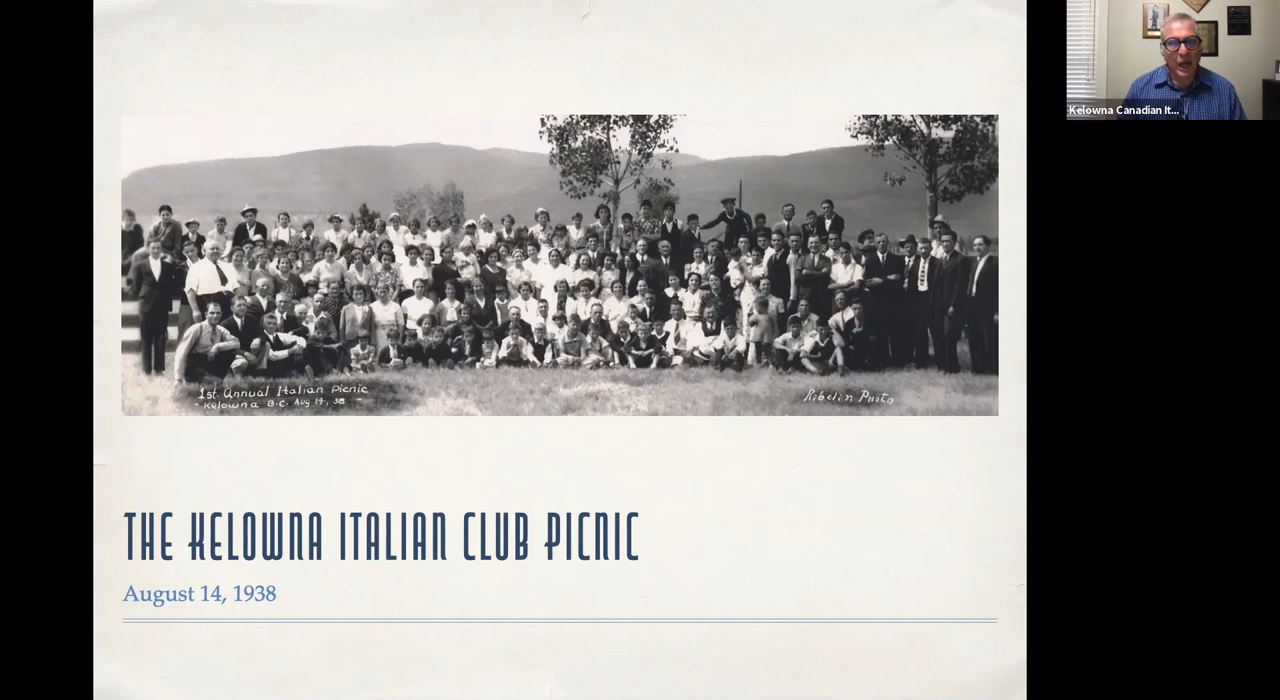 Kelowna Canadian It...
1st. Annual Italian Picnic
- Kelowna B.C. Aug 14, 38 -
Ribelin Photo
THE KELOWNA ITALIAN CLUB PICNIC
August 14, 1938